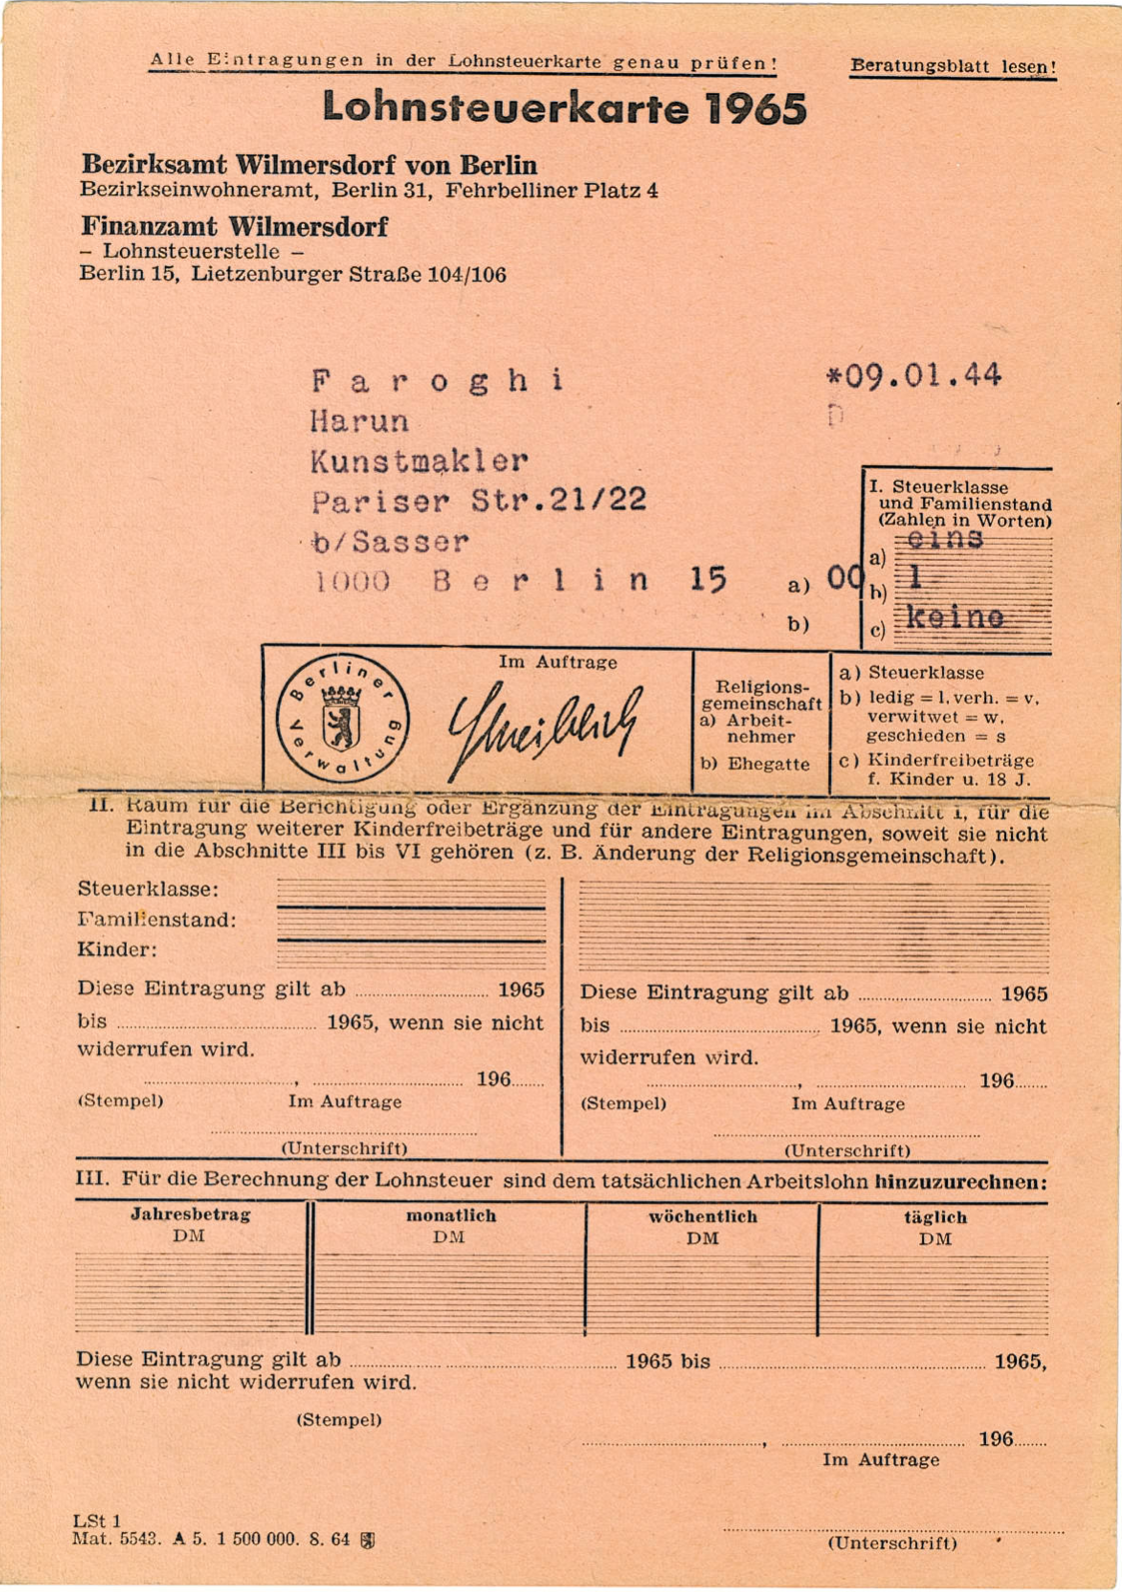 Alle Eintragungen in der Lohnsteuerkarte genau prüfen! Beratungsblatt lesen!
Lohnsteuerkarte 1965
Bezirksamt Wilmersdorf von Berlin
Bezirkseinwohneramt, Berlin 31, Fehrbelliner Platz 4
Finanzamt Wilmersdorf
– Lohnsteuerstelle –
Berlin 15, Lietzenburger Straße 104/106
Faroghi *09.01.44
Harun D
Kunstmakler
Pariser Str.21/22
b/Sasser
1000 Berlin 15 a) 00
b)
I. Steuerklasse
und Familienstand
(Zahlen in Worten)
a) eins
b) l
c) keine
Berliner Verwaltung
Im Auftrage
Religions-
gemeinschaft
a) Arbeit-
nehmer
b) Ehegatte
a) Steuerklasse
b) ledig = l, verh. = v,
verwitwet = w,
geschieden = s
c) Kinderfreibeträge
f. Kinder u. 18 J.
II. Raum für die Berichtigung oder Ergänzung der Eintragungen im Abschnitt I, für die
Eintragung weiterer Kinderfreibeträge und für andere Eintragungen, soweit sie nicht
in die Abschnitte III bis VI gehören (z. B. Änderung der Religionsgemeinschaft).
Steuerklasse:
Familienstand:
Kinder:
Diese Eintragung gilt ab 1965
bis 1965, wenn sie nicht
widerrufen wird.
, 196
(Stempel) Im Auftrage
(Unterschrift)
Diese Eintragung gilt ab 1965
bis 1965, wenn sie nicht
widerrufen wird.
, 196
(Stempel) Im Auftrage
(Unterschrift)
III. Für die Berechnung der Lohnsteuer sind dem tatsächlichen Arbeitslohn hinzuzurechnen:
Jahresbetrag monatlich wöchentlich täglich
DM DM DM DM
Diese Eintragung gilt ab 1965 bis 1965,
wenn sie nicht widerrufen wird.
(Stempel)
, 196
Im Auftrage
LSt 1
Mat. 5543. A 5. 1 500 000. 8. 64
(Unterschrift)